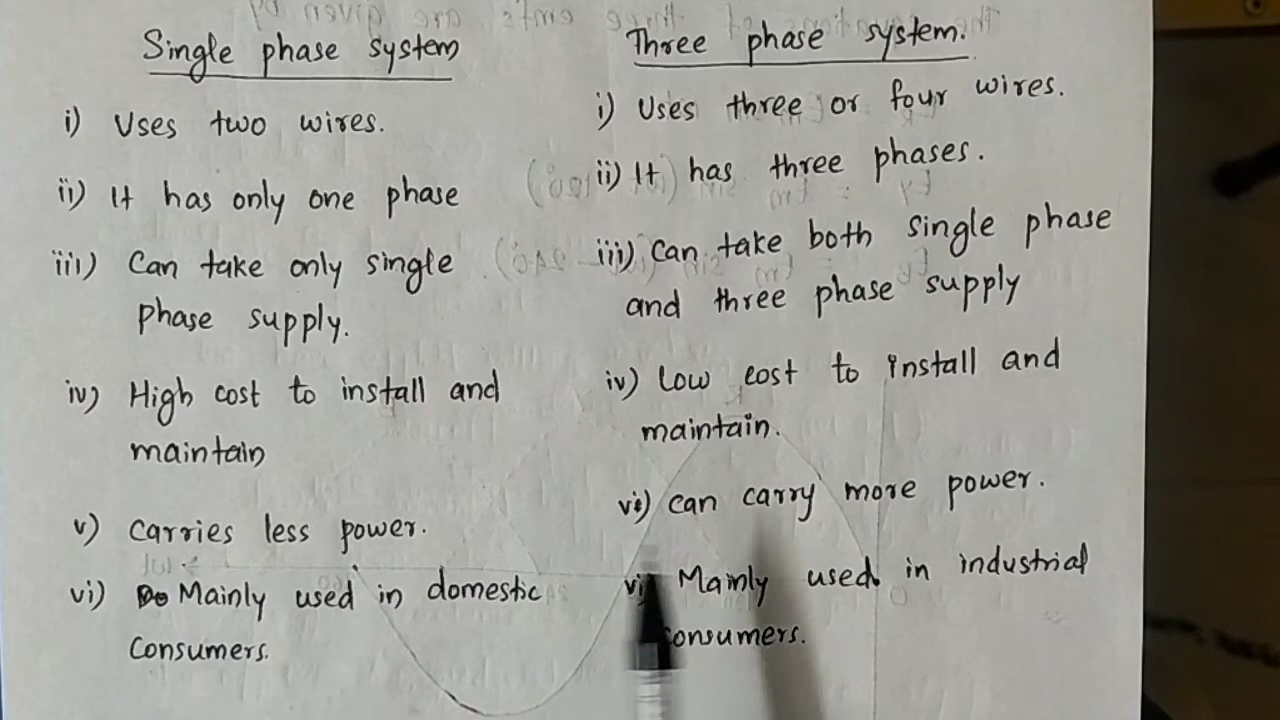 Single phase system
i) Uses two wires.
ii) It has only one phase
iii) Can take only single
phase supply.
iv) High cost to install and
maintain
v) Carries less power.
vi) Mainly used in domestic
Consumers.
Three phase system.
i) Uses three or four wires.
ii) It has three phases.
iii) Can take both single phase
and three phase supply
iv) Low cost to install and
maintain.
v) can carry more power.
vi) Mainly used in industrial
consumers.